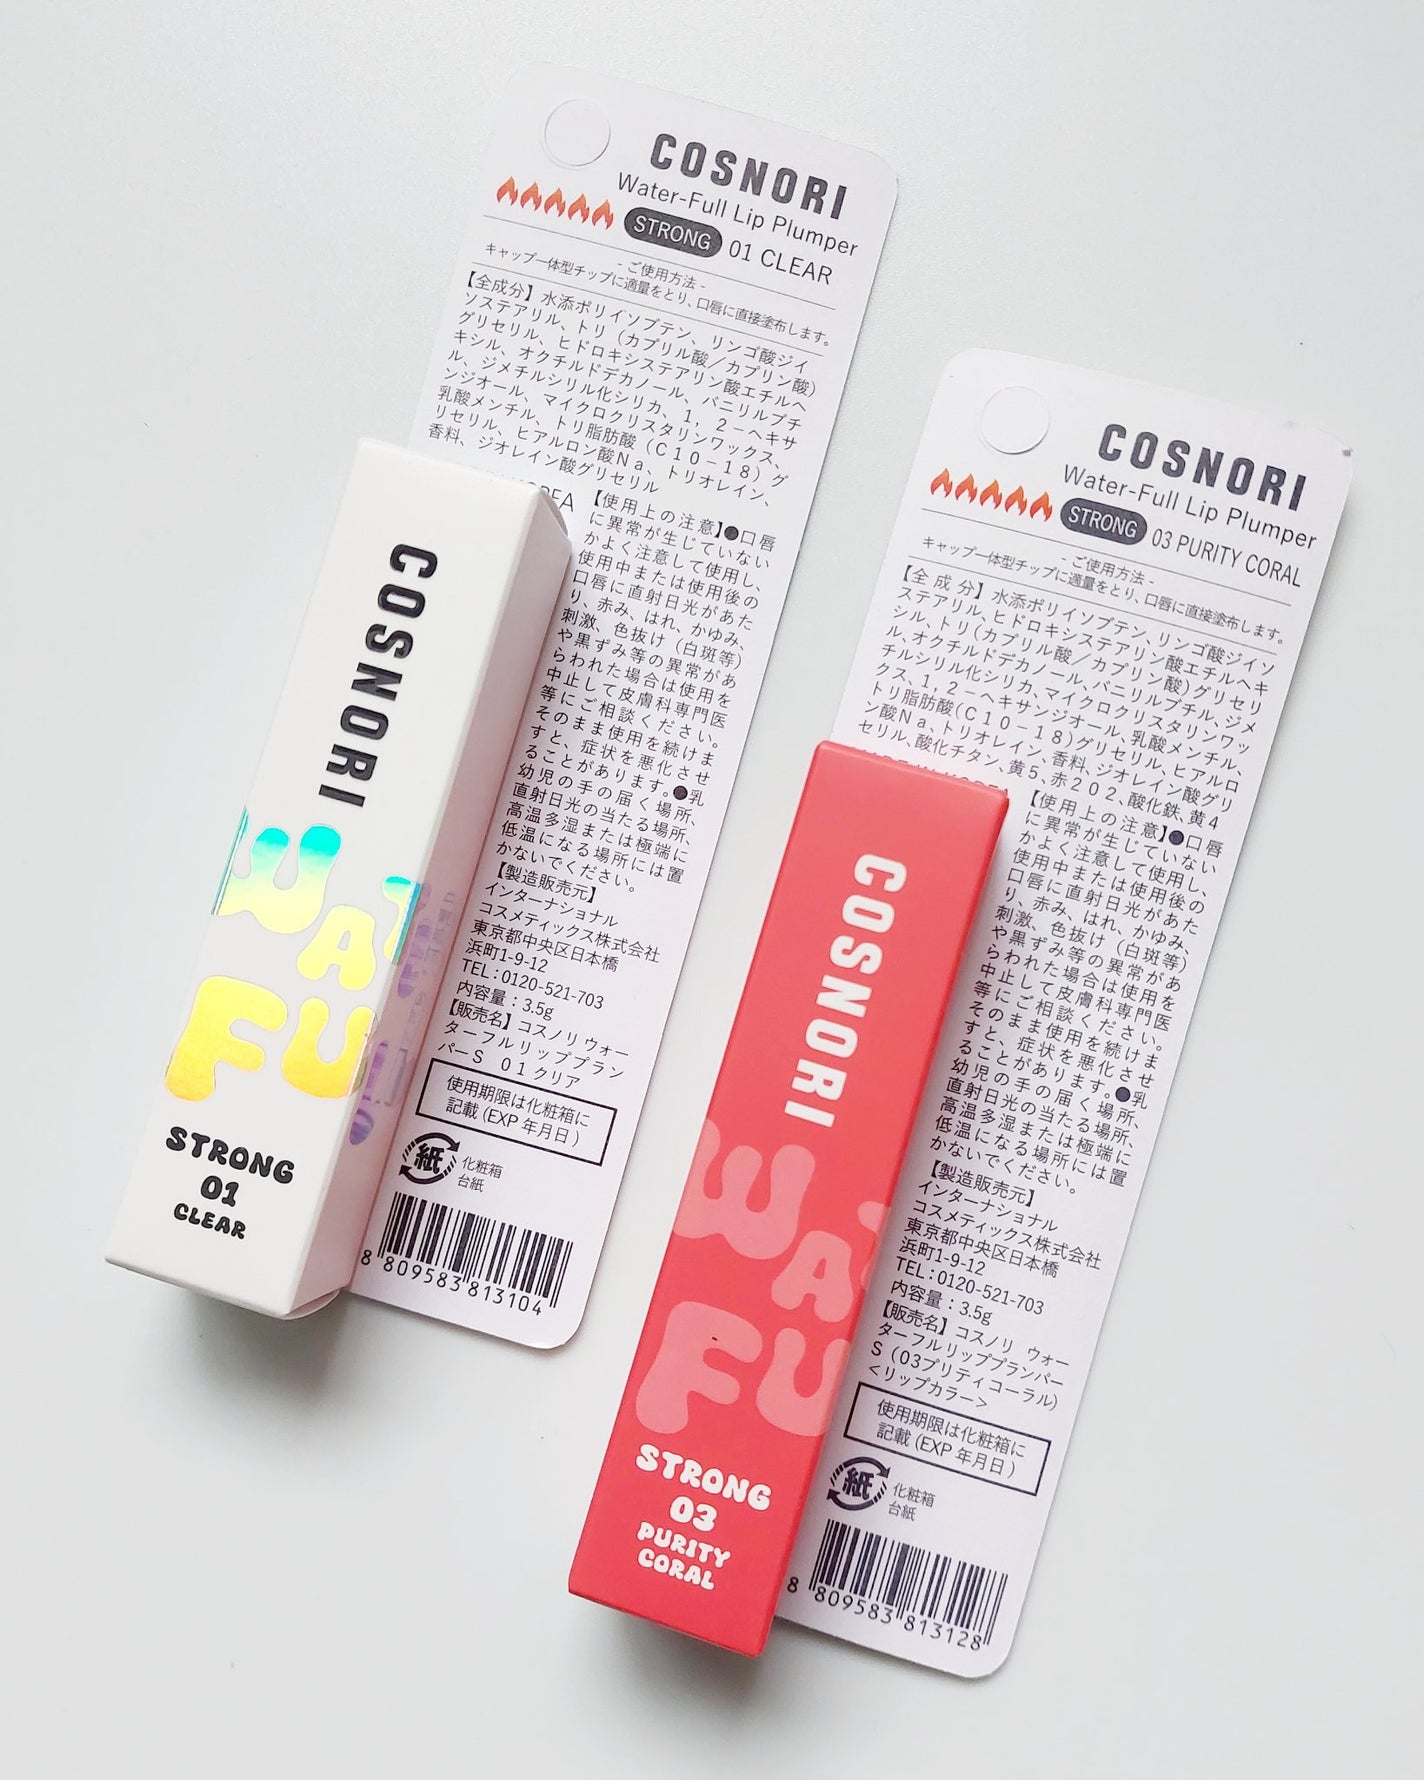 COSNORI
Water-Full Lip Plumper
STRONG 01 CLEAR
- ご使用方法 -
キャップ一体型チップに適量をとり、口唇に直接塗布します。
【全成分】水添ポリイソブテン、リンゴ酸ジイ
ソステアリル、トリ（カプリル酸／カプリン酸）
グリセリル、ヒドロキシステアリン酸エチルヘ
キシル、オクチルドデカノール、バニリルブチ
ル、ジメチルシリル化シリカ、1，2－ヘキサ
ンジオール、マイクロクリスタリンワックス、
乳酸メンチル、トリ脂肪酸（C10－18）グ
リセリル、ヒアルロン酸Na、トリオレイン、
香料、ジオレイン酸グリセリル
【使用上の注意】●口唇
に異常が生じていない
かよく注意して使用し、
使用中または使用後の
口唇に直射日光があた
り、赤み、はれ、かゆみ、
刺激、色抜け（白斑等）
や黒ずみ等の異常があ
らわれた場合は使用を
中止して皮膚科専門医
等にご相談ください。
そのまま使用を続けま
すと、症状を悪化させ
ることがあります。●乳
幼児の手の届く場所、
直射日光の当たる場所、
高温多湿または極端に
低温になる場所には置
かないでください。
【製造販売元】
インターナショナル
コスメティックス株式会社
東京都中央区日本橋
浜町1-9-12
TEL：0120-521-703
内容量：3.5g
【販売名】コスノリ ウォー
ターフルリッププラン
パーS 01クリア
使用期限は化粧箱に
記載（EXP 年月日）
紙 化粧箱
台紙
8 809583 813104
COSNORI
WAT
FU
STRONG
01
CLEAR
COSNORI
Water-Full Lip Plumper
STRONG 03 PURITY CORAL
- ご使用方法 -
キャップ一体型チップに適量をとり、口唇に直接塗布します。
【全成分】水添ポリイソブテン、リンゴ酸ジイソ
ステアリル、ヒドロキシステアリン酸エチルヘキ
シル、トリ（カプリル酸／カプリン酸）グリセリ
ル、オクチルドデカノール、バニリルブチル、ジメ
チルシリル化シリカ、マイクロクリスタリンワッ
クス、1，2－ヘキサンジオール、乳酸メンチル、
トリ脂肪酸（C10－18）グリセリル、ヒアルロ
ン酸Na、トリオレイン、香料、ジオレイン酸グリ
セリル、酸化チタン、黄5、赤202、酸化鉄、黄4
【使用上の注意】●口唇
に異常が生じていない
かよく注意して使用し、
使用中または使用後の
口唇に直射日光があた
り、赤み、はれ、かゆみ、
刺激、色抜け（白斑等）
や黒ずみ等の異常があ
らわれた場合は使用を
中止して皮膚科専門医
等にご相談ください。
そのまま使用を続けま
すと、症状を悪化させ
ることがあります。●乳
幼児の手の届く場所、
直射日光の当たる場所、
高温多湿または極端に
低温になる場所には置
かないでください。
【製造販売元】
インターナショナル
コスメティックス株式会社
東京都中央区日本橋
浜町1-9-12
TEL：0120-521-703
内容量：3.5g
【販売名】コスノリ ウォー
ターフルリッププランパー
S（03プリティコーラル）
＜リップカラー＞
使用期限は化粧箱に
記載（EXP 年月日）
紙 化粧箱
台紙
8 809583 813128
COSNORI
WA
FU
STRONG
03
PURITY
CORAL